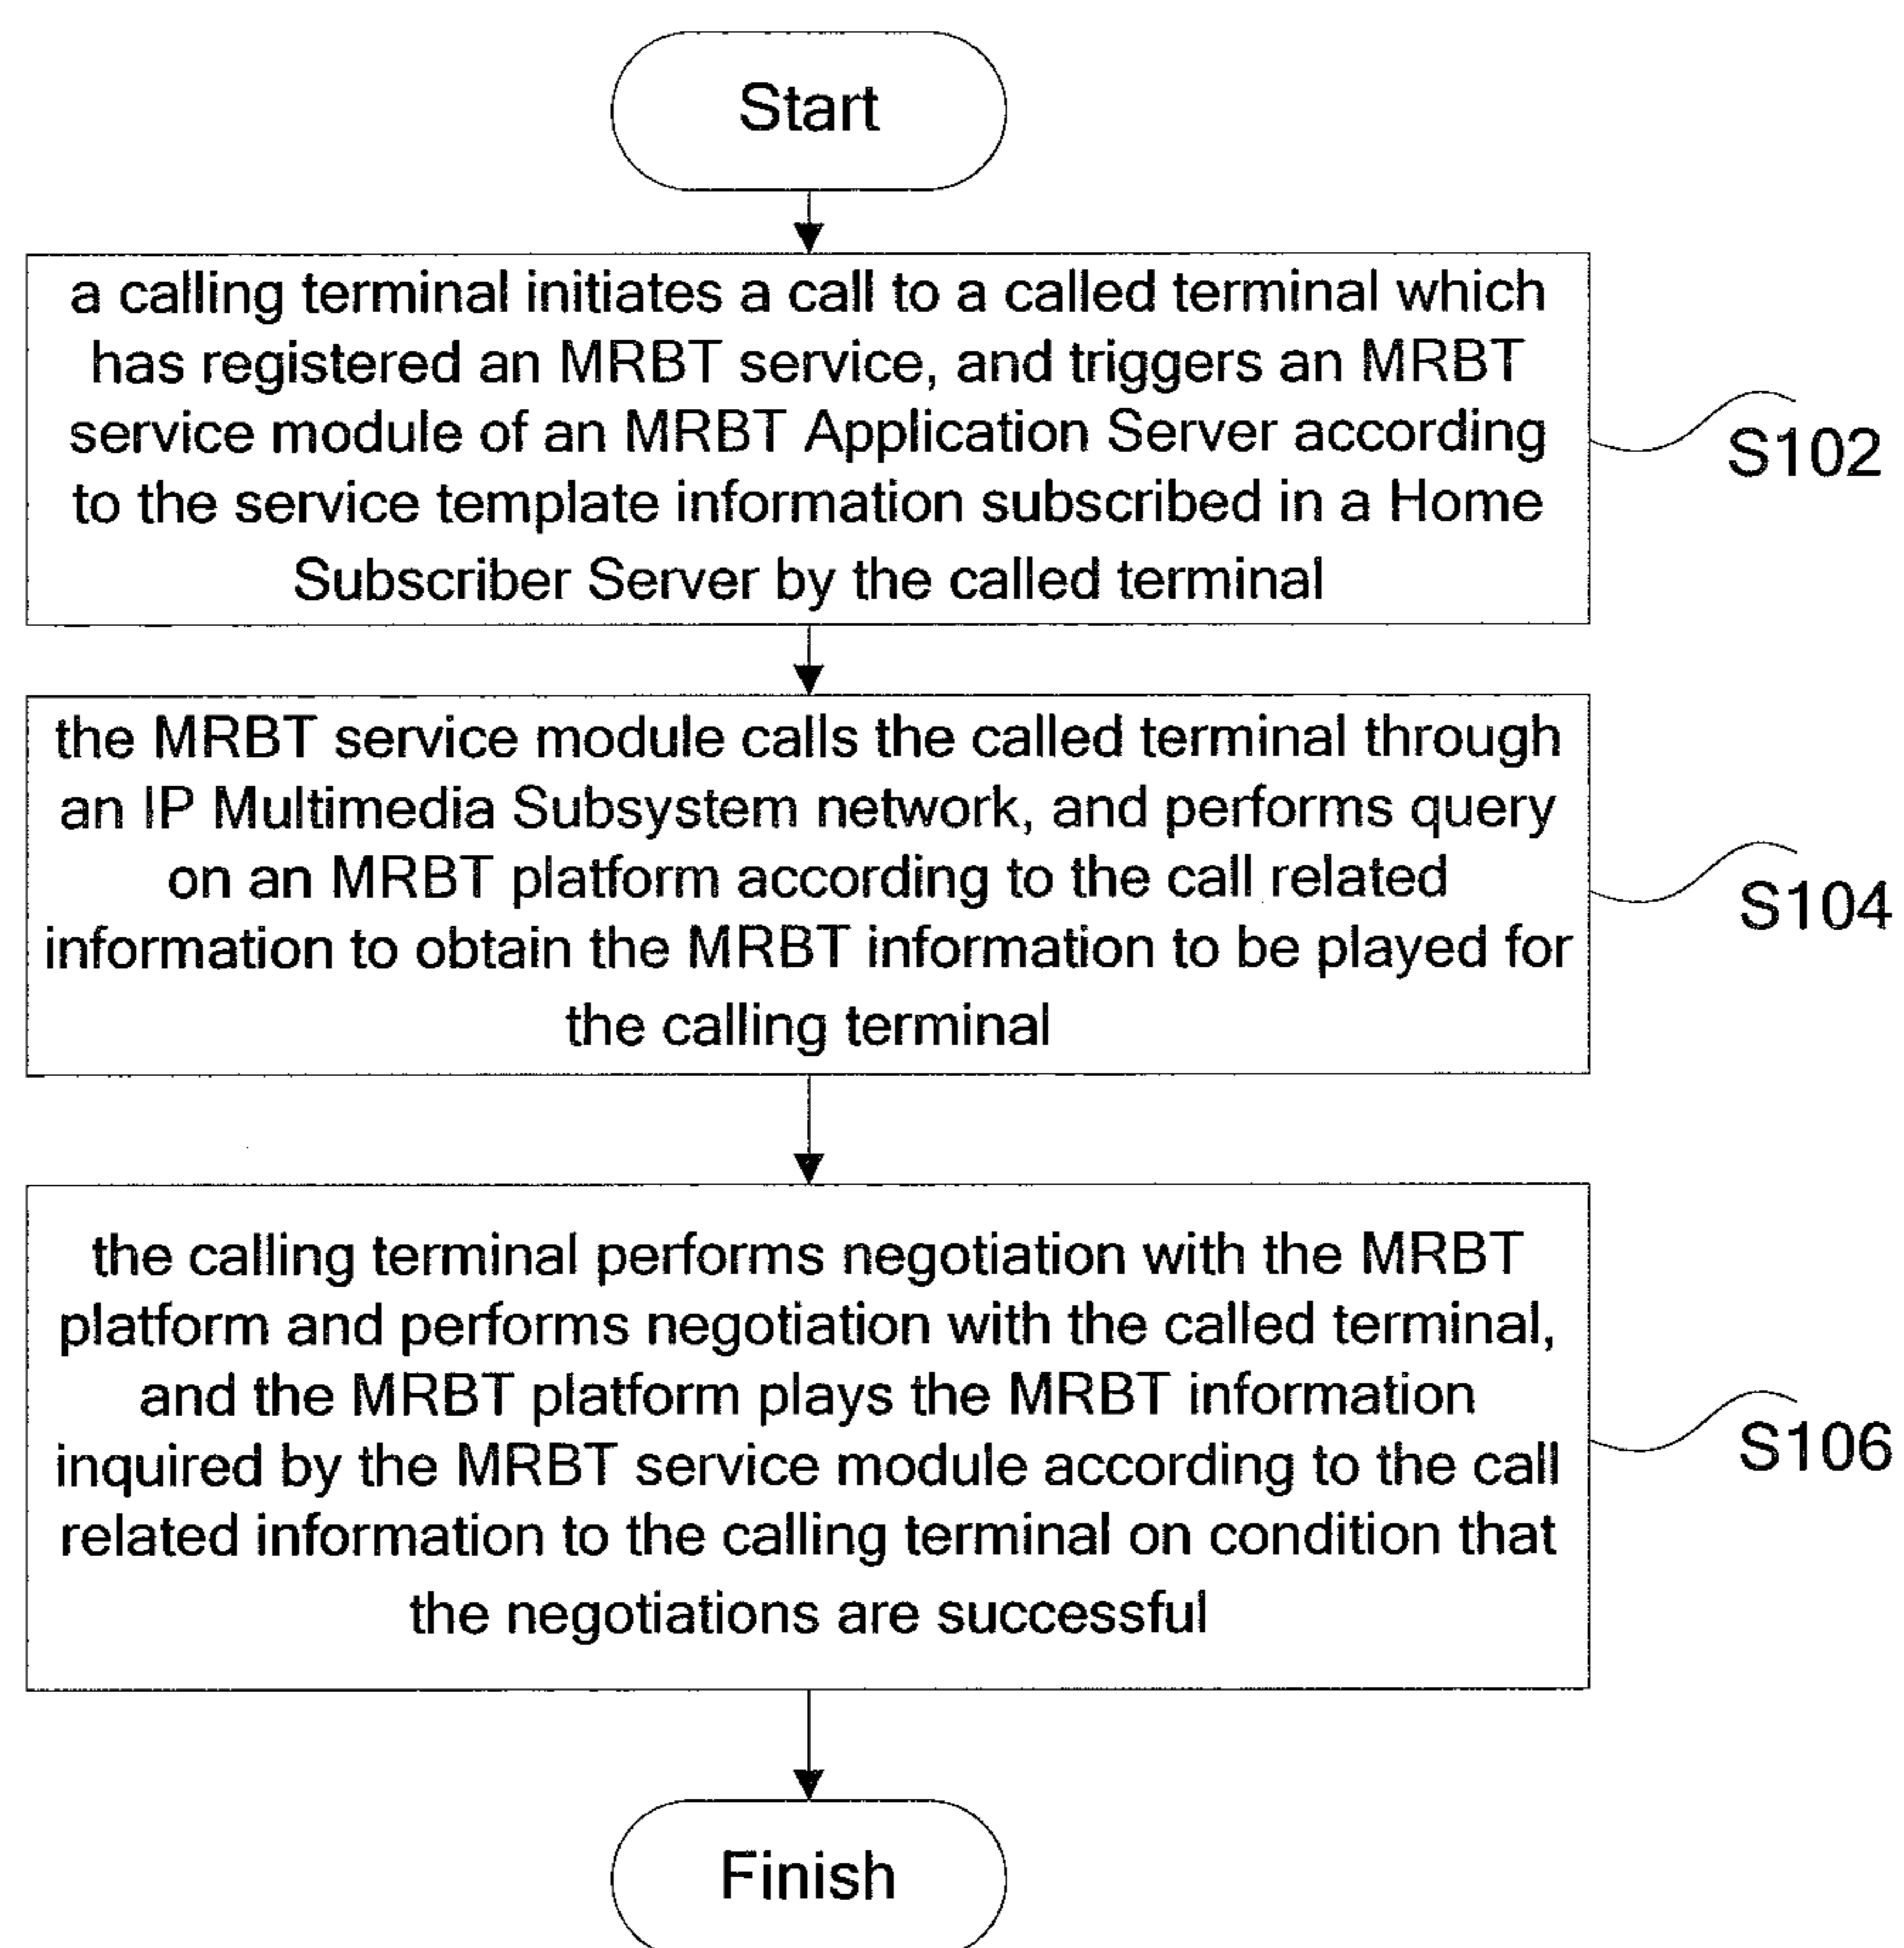 Start
a calling terminal initiates a call to a called terminal which
has registered an MRBT service, and triggers an MRBT
service module of an MRBT Application Server according
to the service template information subscribed in a Home
Subscriber Server by the called terminal
S102
the MRBT service module calls the called terminal through
an IP Multimedia Subsystem network, and performs query
on an MRBT platform according to the call related
information to obtain the MRBT information to be played for
the calling terminal
S104
the calling terminal performs negotiation with the MRBT
platform and performs negotiation with the called terminal,
and the MRBT platform plays the MRBT information
inquired by the MRBT service module according to the call
related information to the calling terminal on condition that
the negotiations are successful
S106
Finish